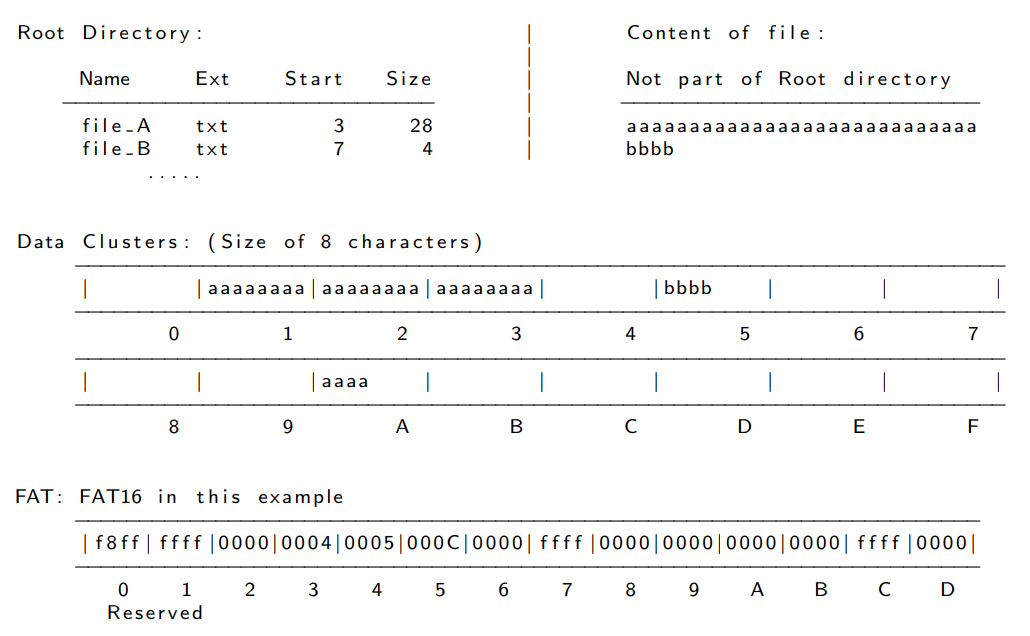 Root Directory: | Content of file:
|
Name Ext Start Size | Not part of Root directory
|
file_A txt 3 28 | aaaaaaaaaaaaaaaaaaaaaaaaaaaa
file_B txt 7 4 | bbbb
.....
Data Clusters: (Size of 8 characters)
| |aaaaaaaa|aaaaaaaa|aaaaaaaa| |bbbb | | |
0 1 2 3 4 5 6 7
| | |aaaa | | | | | |
8 9 A B C D E F
FAT: FAT16 in this example
|f8ff|ffff|0000|0004|0005|000C|0000|ffff|0000|0000|0000|0000|ffff|0000|
0 1 2 3 4 5 6 7 8 9 A B C D
Reserved